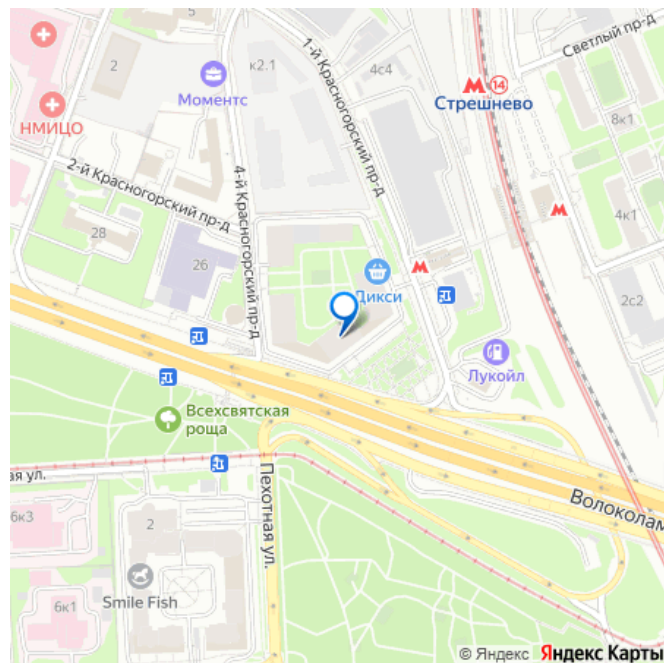 1-й Красногорский пр-д
Светлый пр-д
2
к2.1
4с4
Моментс
14
Стрешнево
8к1
НМИЦО
2-й Красногорский пр-д
4-й Красногорский пр-д
4к1
28
26
Дикси
2с2
Лукойл
Всехсвятская
роща
ая ул.
Пехотная ул.
Волоколам
6к3
2
Smile Fish
6к1
© Яндекс Яндекс Карты